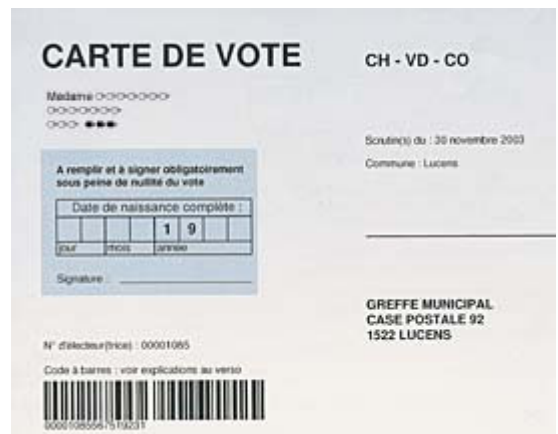 CARTE DE VOTE
CH - VD - CO
Madame
Scrutin(s) du : 30 novembre 2003
Commune : Lucens
A remplir et à signer obligatoirement
sous peine de nullité du vote
Date de naissance complète :
1 9
jour mois année
Signature :
GREFFE MUNICIPAL
CASE POSTALE 92
1522 LUCENS
N° d'électeur(trice) : 00001085
Code à barres : voir explications au verso